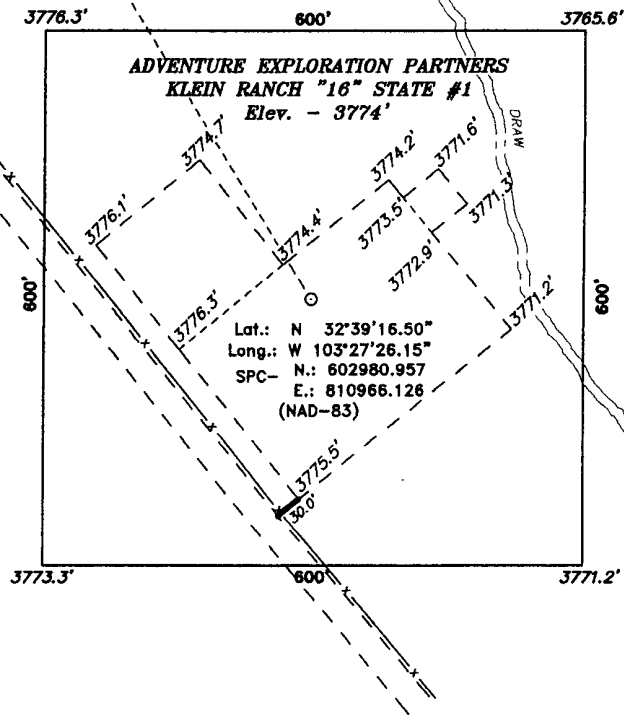 3776.3'
600'
3765.6'
ADVENTURE EXPLORATION PARTNERS
KLEIN RANCH "16" STATE #1
Elev. - 3774'
DRAW
3774.7'
3774.2'
3771.6'
3776.1'
3774.4'
3773.5'
3771.3'
3772.9'
600'
600'
3776.3'
3771.2'
Lat.: N 32°39'16.50"
Long.: W 103°27'26.15"
SPC- N.: 602980.957
E.: 810966.126
(NAD-83)
3775.5'
30.0'
3773.3'
600'
3771.2'